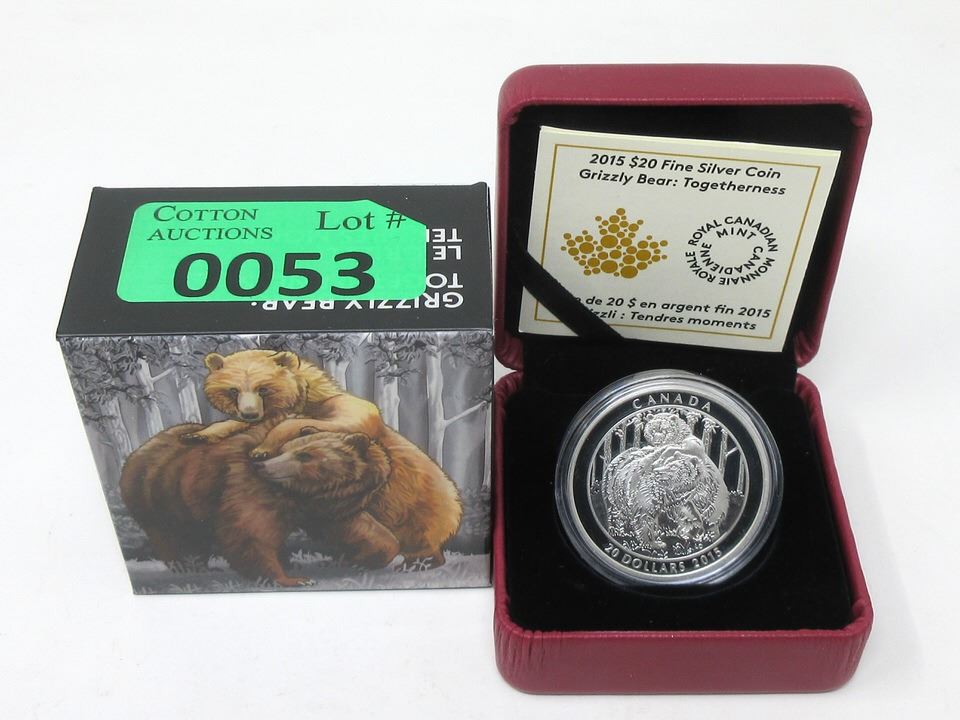 COTTON
AUCTIONS
Lot #
0053
GRIZZLY BEAR:
TO
LE
TE
2015 $20 Fine Silver Coin
Grizzly Bear: Togetherness
ROYAL CANADIAN MINT
MONNAIE ROYALE CANADIENNE
de 20 $ en argent fin 2015
: Tendres moments
CANADA
20 DOLLARS 2015